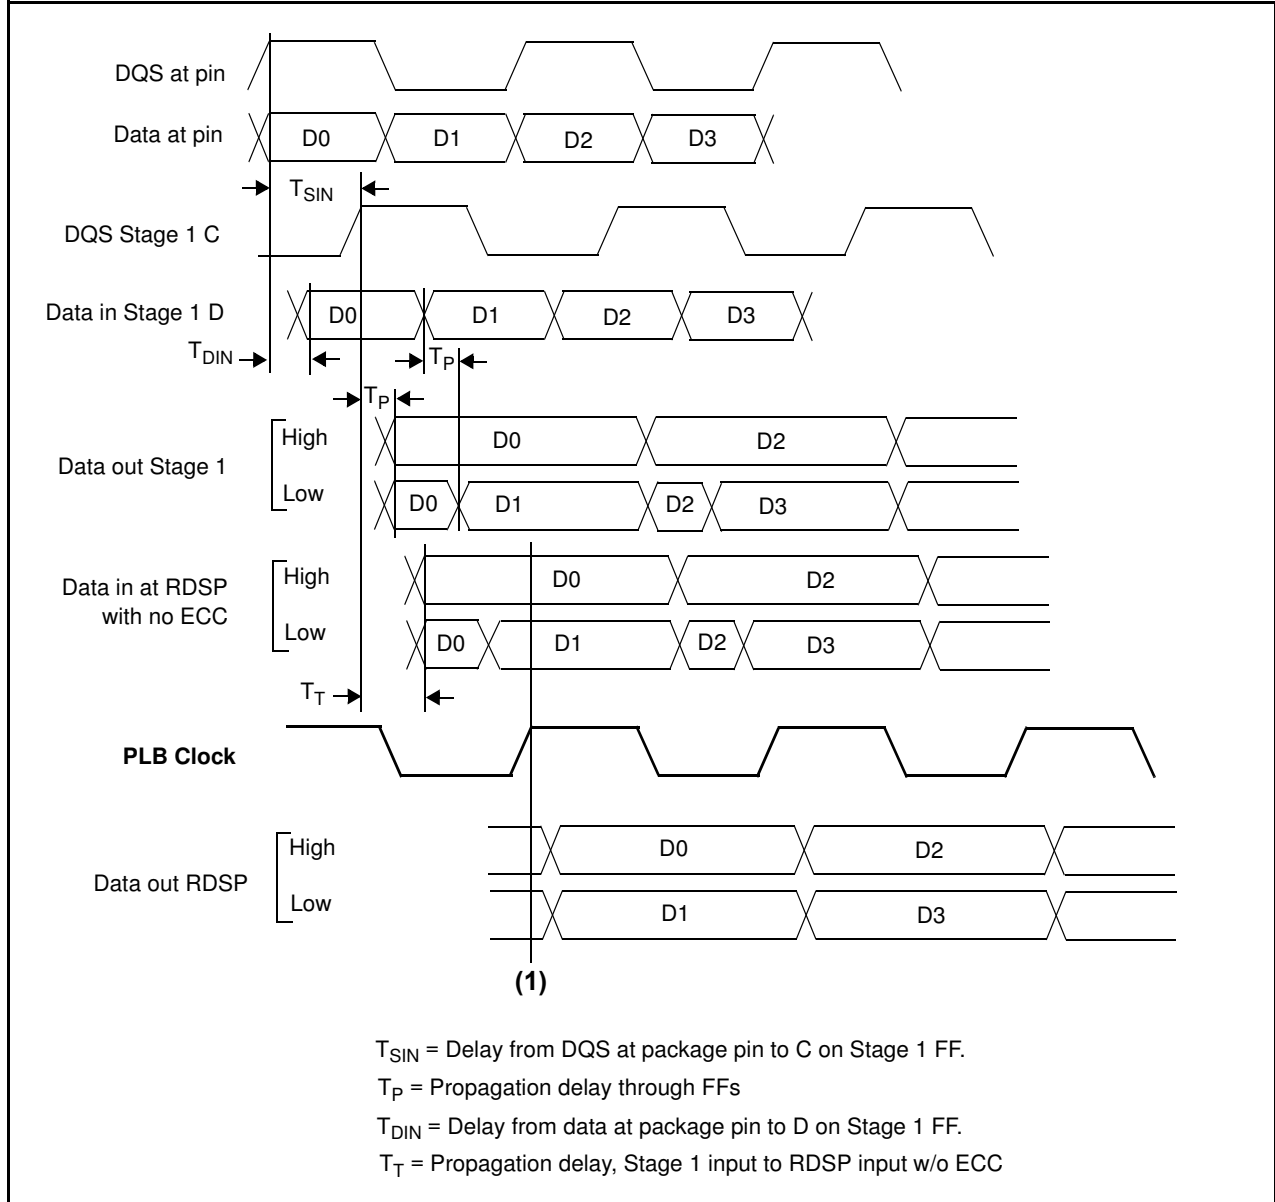 DQS at pin
Data at pin
D0 D1 D2 D3
TSIN
DQS Stage 1 C
Data in Stage 1 D
D0 D1 D2 D3
TDIN
TP
TP
Data out Stage 1
High
D0 D2
Low
D0 D1 D2 D3
Data in at RDSP
with no ECC
High
D0 D2
Low
D0 D1 D2 D3
TT
PLB Clock
Data out RDSP
High
D0 D2
Low
D1 D3
(1)
TSIN = Delay from DQS at package pin to C on Stage 1 FF.
TP = Propagation delay through FFs
TDIN = Delay from data at package pin to D on Stage 1 FF.
TT = Propagation delay, Stage 1 input to RDSP input w/o ECC